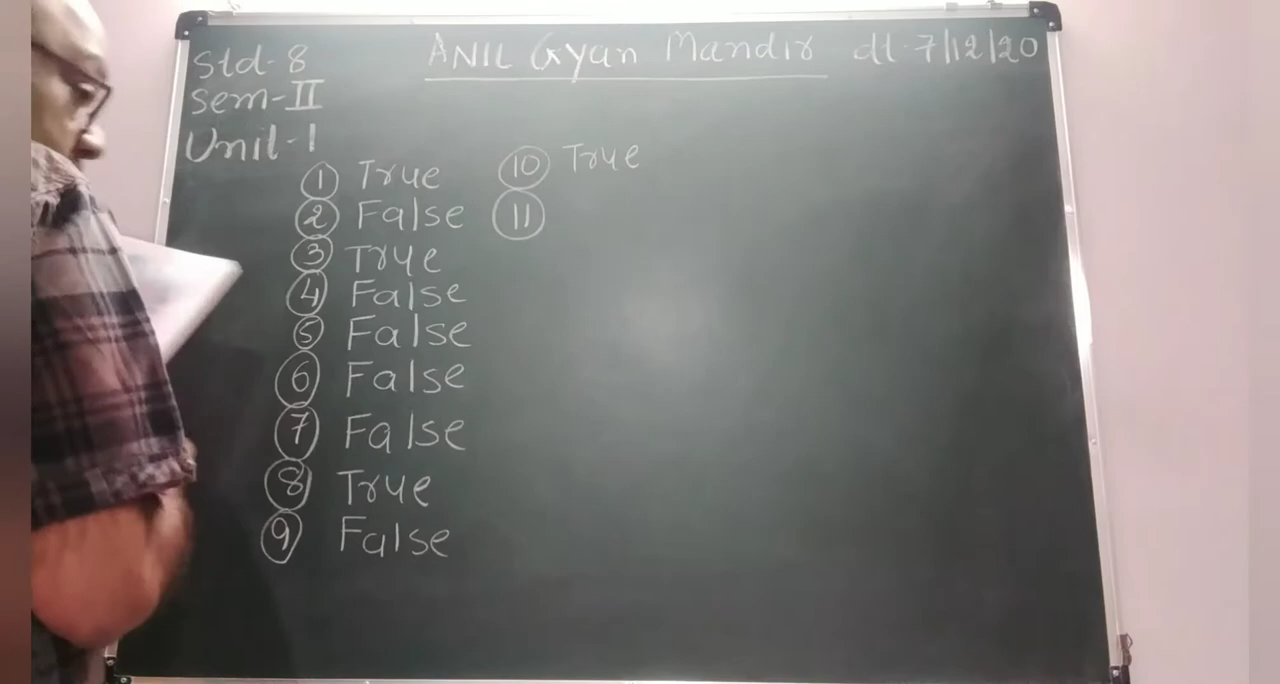 Std-8 ANIL Gyan Mandir dt-7/12/20
Sem-II
Unit-1
1 True
2 False
3 True
4 False
5 False
6 False
7 False
8 True
9 False
10 True
11